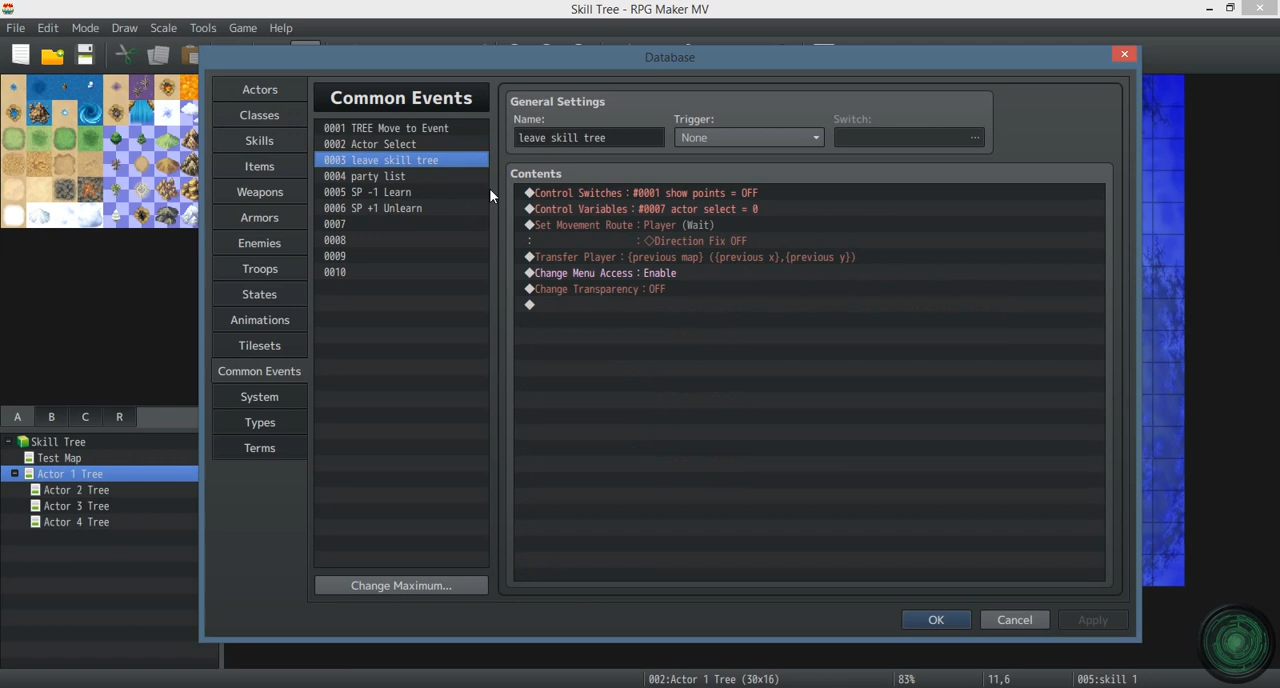 Skill Tree - RPG Maker MV
File Edit Mode Draw Scale Tools Game Help
Database
Actors
Classes
Skills
Items
Weapons
Armors
Enemies
Troops
States
Animations
Tilesets
Common Events
System
Types
Terms
Common Events
0001 TREE Move to Event
0002 Actor Select
0003 leave skill tree
0004 party list
0005 SP -1 Learn
0006 SP +1 Unlearn
0007
0008
0009
0010
Change Maximum...
General Settings
Name: Trigger: Switch:
leave skill tree None ...
Contents
◆Control Switches : #0001 show points = OFF
◆Control Variables : #0007 actor select = 0
◆Set Movement Route : Player (Wait)
: : ◇Direction Fix OFF
◆Transfer Player : {previous map} ({previous x},{previous y})
◆Change Menu Access : Enable
◆Change Transparency : OFF
◆
OK Cancel Apply
A B C R
Skill Tree
Test Map
Actor 1 Tree
Actor 2 Tree
Actor 3 Tree
Actor 4 Tree
002:Actor 1 Tree (30x16) 83% 11,6 005:skill 1